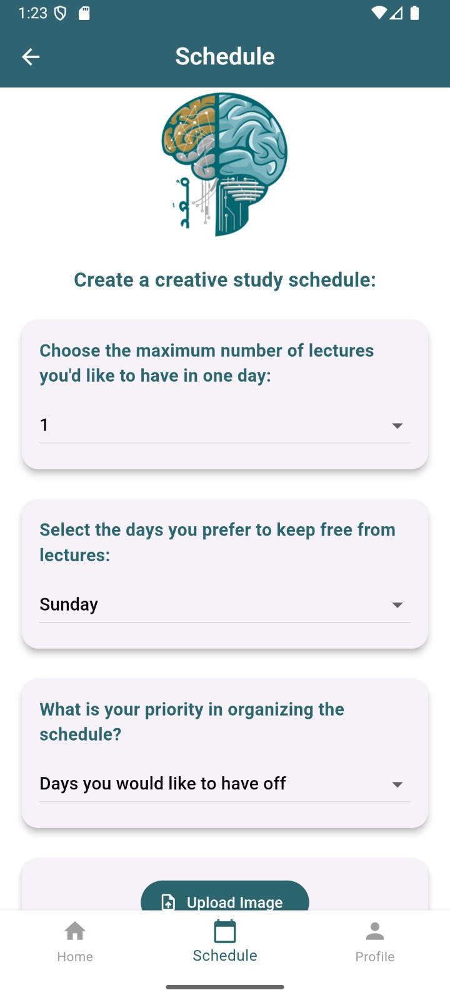 1:23
Schedule
Create a creative study schedule:
Choose the maximum number of lectures
you'd like to have in one day:
1
Select the days you prefer to keep free from
lectures:
Sunday
What is your priority in organizing the
schedule?
Days you would like to have off
Upload Image
Home
Schedule
Profile